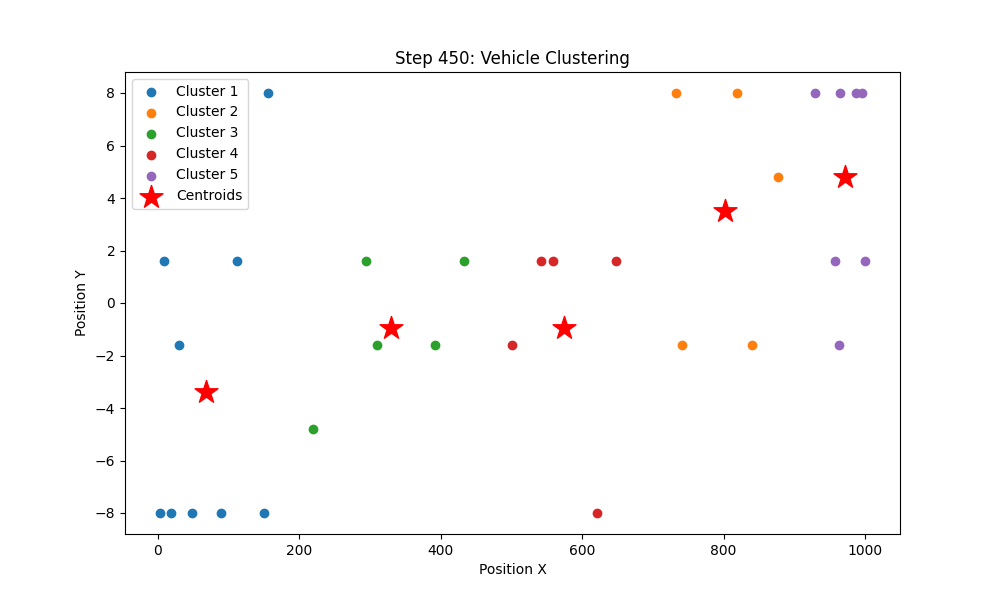 Step 450: Vehicle Clustering
Cluster 1
Cluster 2
Cluster 3
Cluster 4
Cluster 5
Centroids
Position Y
8
6
4
2
0
−2
−4
−6
−8
0 200 400 600 800 1000
Position X